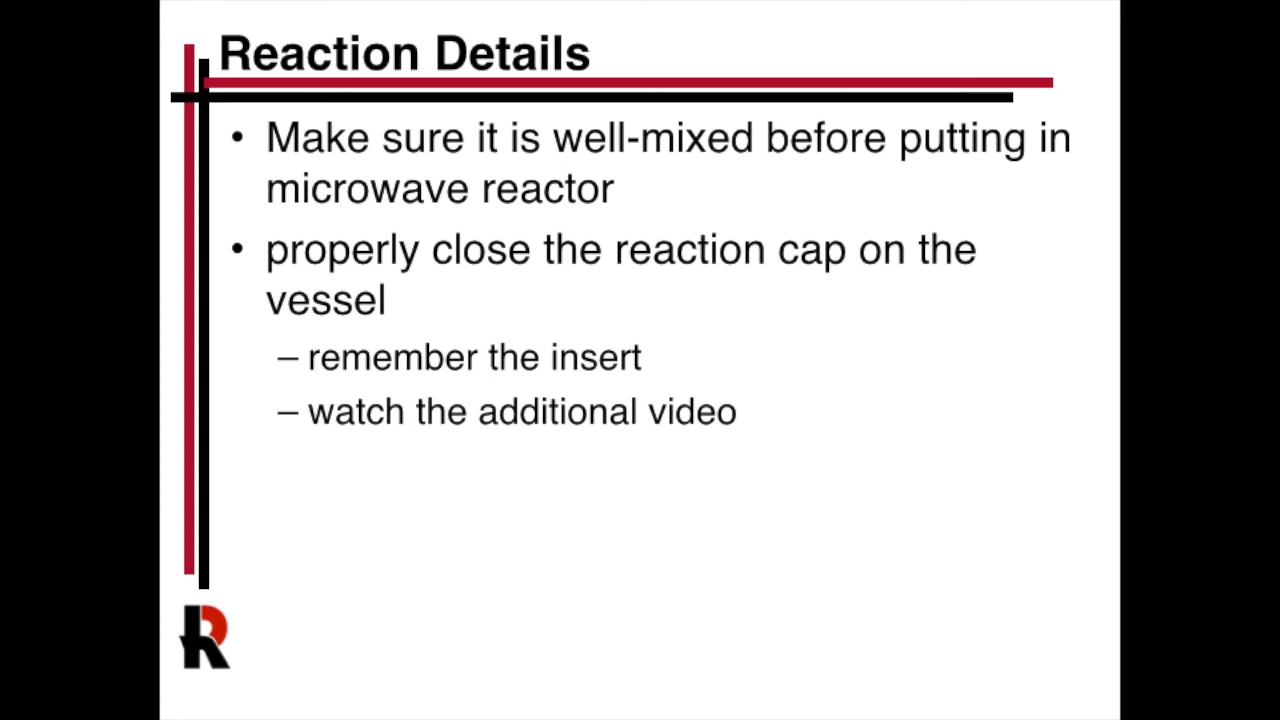 Reaction Details
• Make sure it is well-mixed before putting in
microwave reactor
• properly close the reaction cap on the
vessel
– remember the insert
– watch the additional video
R